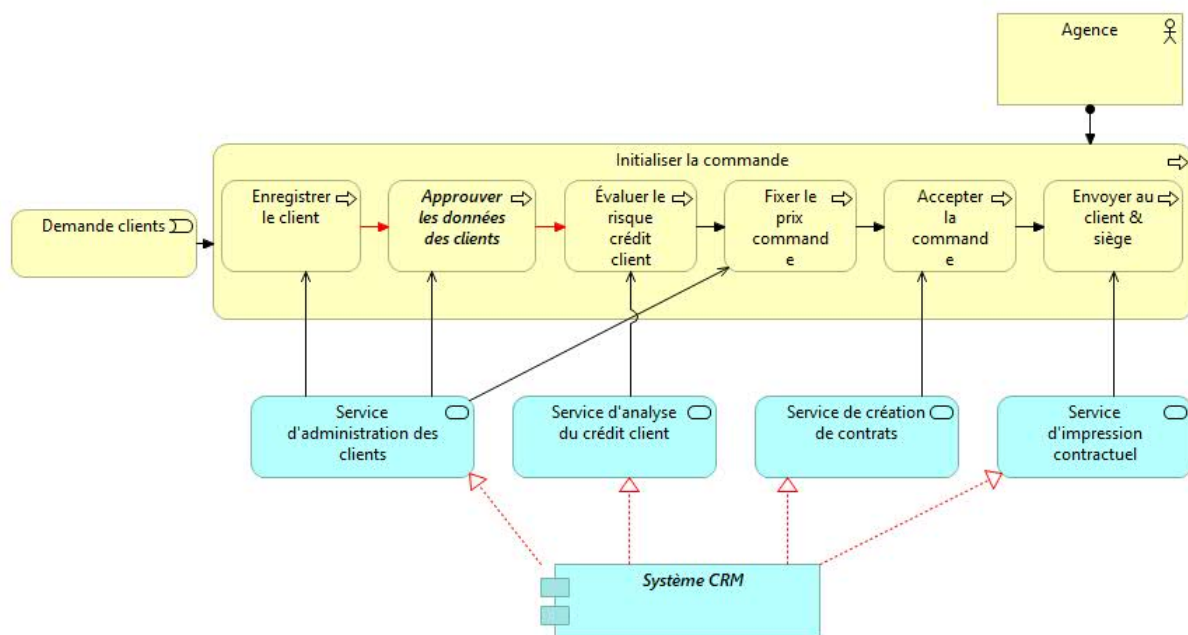 Agence
Initialiser la commande
Demande clients
Enregistrer
le client
Approuver
les données
des clients
Évaluer le
risque
crédit
client
Fixer le
prix
command
e
Accepter
la
command
e
Envoyer au
client &
siège
Service
d'administration des
clients
Service d'analyse
du crédit client
Service de création
de contrats
Service
d'impression
contractuel
Système CRM